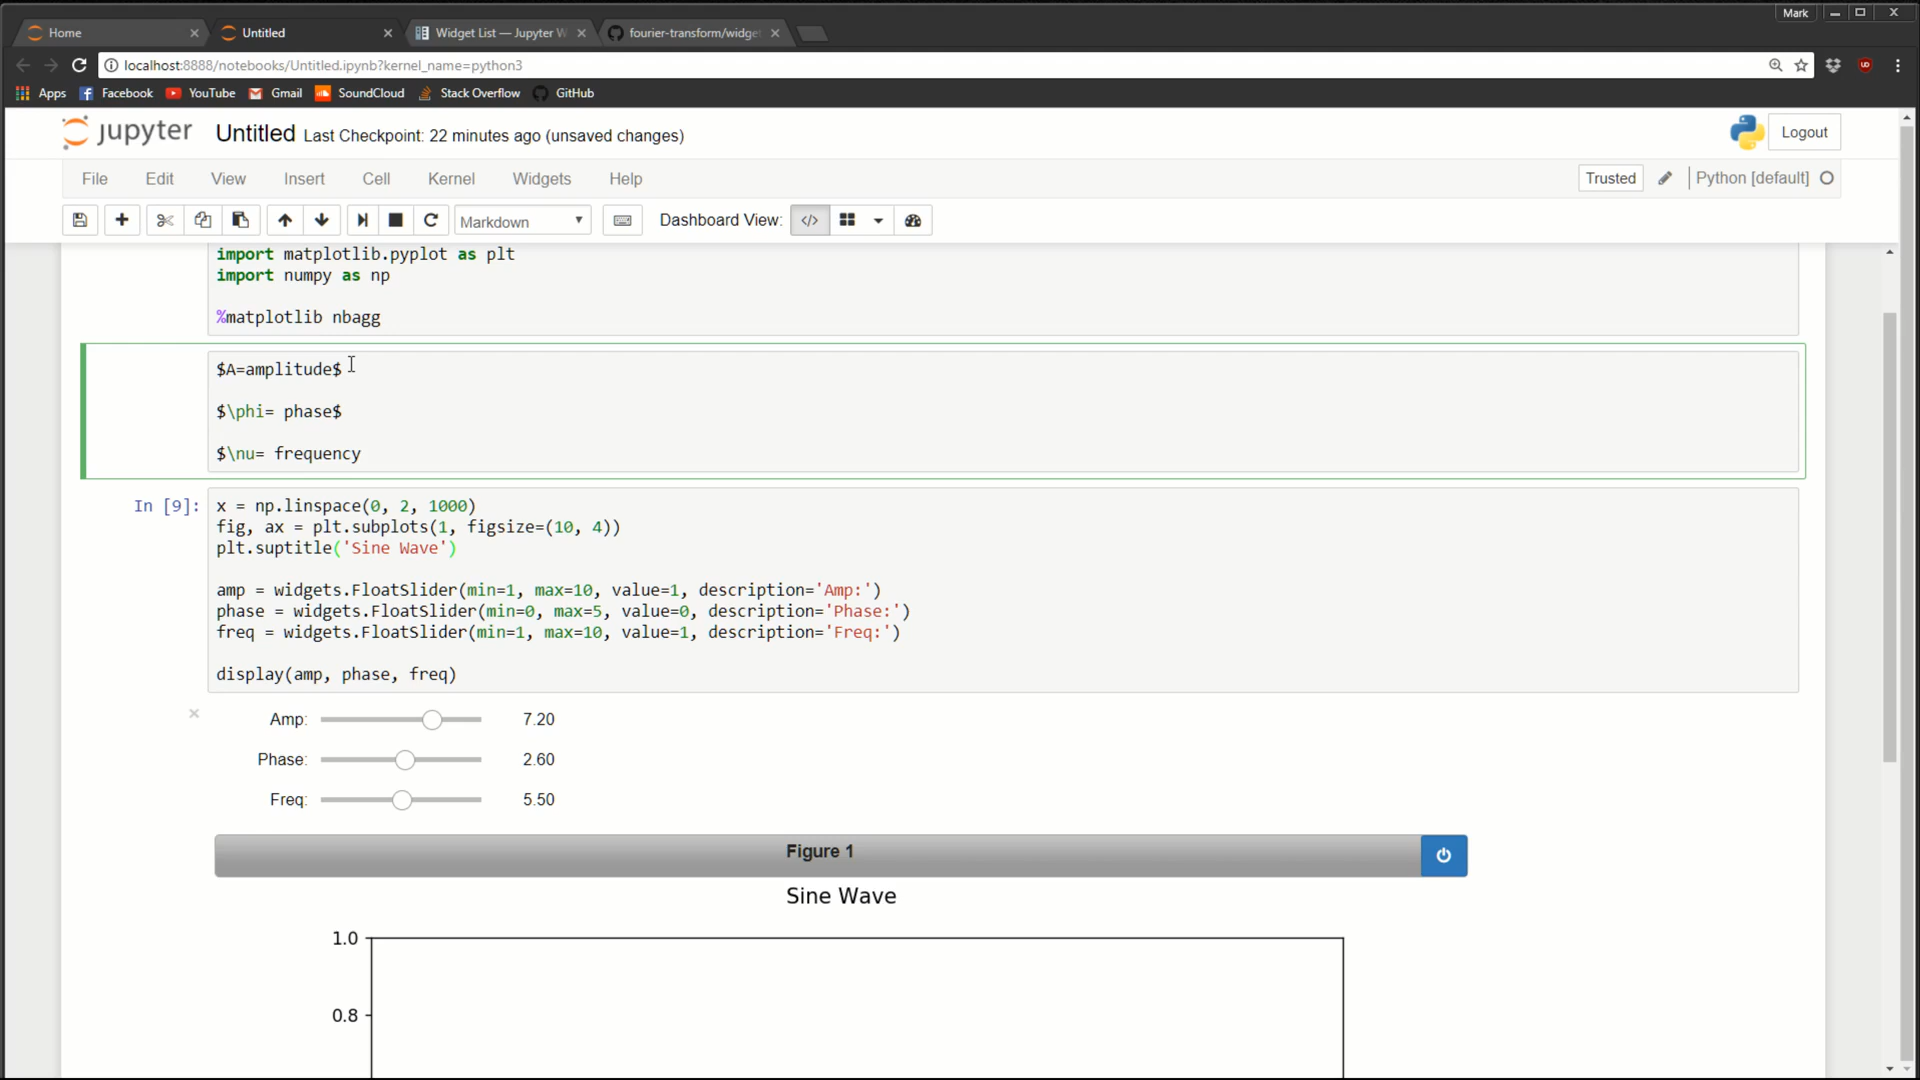 Mark
Home
Untitled
Widget List — Jupyter W
fourier-transform/widge
localhost:8888/notebooks/Untitled.ipynb?kernel_name=python3
Apps Facebook YouTube Gmail SoundCloud Stack Overflow GitHub
jupyter Untitled Last Checkpoint: 22 minutes ago (unsaved changes) Logout
File Edit View Insert Cell Kernel Widgets Help Trusted Python [default]
Markdown Dashboard View: </>
import matplotlib.pyplot as plt
import numpy as np
%matplotlib nbagg
$A=amplitude$
$\phi= phase$
$\nu= frequency
In [9]: x = np.linspace(0, 2, 1000)
fig, ax = plt.subplots(1, figsize=(10, 4))
plt.suptitle('Sine Wave')
amp = widgets.FloatSlider(min=1, max=10, value=1, description='Amp:')
phase = widgets.FloatSlider(min=0, max=5, value=0, description='Phase:')
freq = widgets.FloatSlider(min=1, max=10, value=1, description='Freq:')
display(amp, phase, freq)
Amp: 7.20
Phase: 2.60
Freq: 5.50
Figure 1
Sine Wave
1.0
0.8